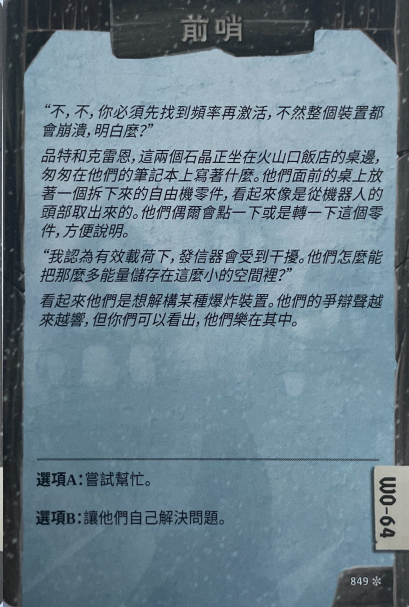 前哨
“不，不，你必須先找到頻率再激活，不然整個裝置都
會崩潰，明白麼？”
品特和克雷恩，這兩個石晶正坐在火山口飯店的桌邊，
匆匆在他們的筆記本上寫著什麼。他們面前的桌上放
著一個拆下來的自由機零件，看起來像是從機器人的
頭部取出來的。他們偶爾會點一下或是轉一下這個零
件，方便說明。
“我認為有效載荷下，發信器會受到干擾。他們怎麼能
把那麼多能量儲存在這麼小的空間裡？”
看起來他們是想解構某種爆炸裝置。他們的爭辯聲越
來越響，但你們可以看出，他們樂在其中。
選項A：嘗試幫忙。
選項B：讓他們自己解決問題。
WO-64
849